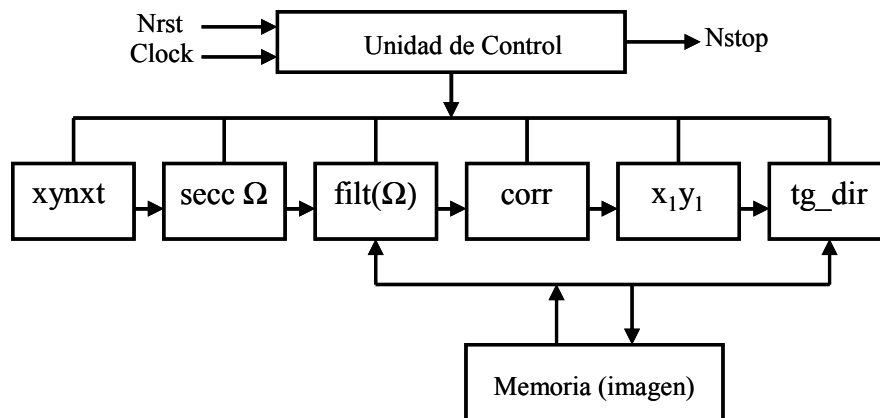 Nrst
Clock
Unidad de Control
Nstop
xynxt
secc Ω
filt(Ω)
corr
x₁y₁
tg_dir
Memoria (imagen)